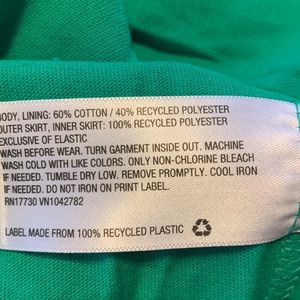 BODY, LINING: 60% COTTON / 40% RECYCLED POLYESTER
OUTER SKIRT, INNER SKIRT: 100% RECYCLED POLYESTER
EXCLUSIVE OF ELASTIC
WASH BEFORE WEAR. TURN GARMENT INSIDE OUT. MACHINE
WASH COLD WITH LIKE COLORS. ONLY NON-CHLORINE BLEACH
IF NEEDED. TUMBLE DRY LOW. REMOVE PROMPTLY. COOL IRON
IF NEEDED. DO NOT IRON ON PRINT LABEL.
RN17730 VN1042782
LABEL MADE FROM 100% RECYCLED PLASTIC